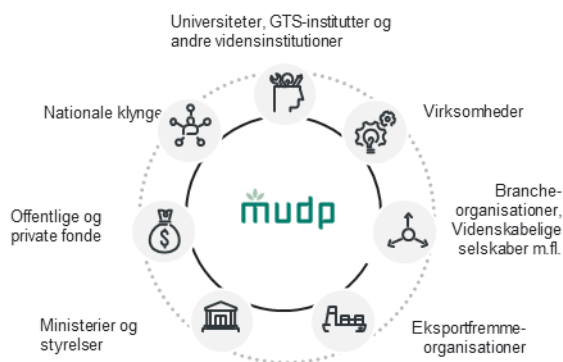 Universiteter, GTS-institutter og
andre vidensinstitutioner
Nationale klynge
Virksomheder
mudp
Offentlige og
private fonde
Branche-
organisationer,
Videnskabelige
selskaber m.fl.
Ministerier og
styrelser
Eksportfremme-
organisationer